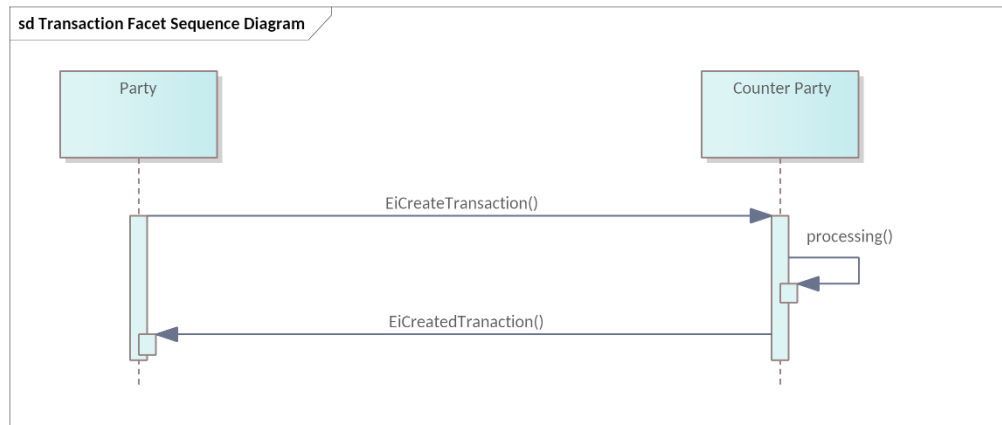 sd Transaction Facet Sequence Diagram
Party
Counter Party
EiCreateTransaction()
processing()
EiCreatedTranaction()